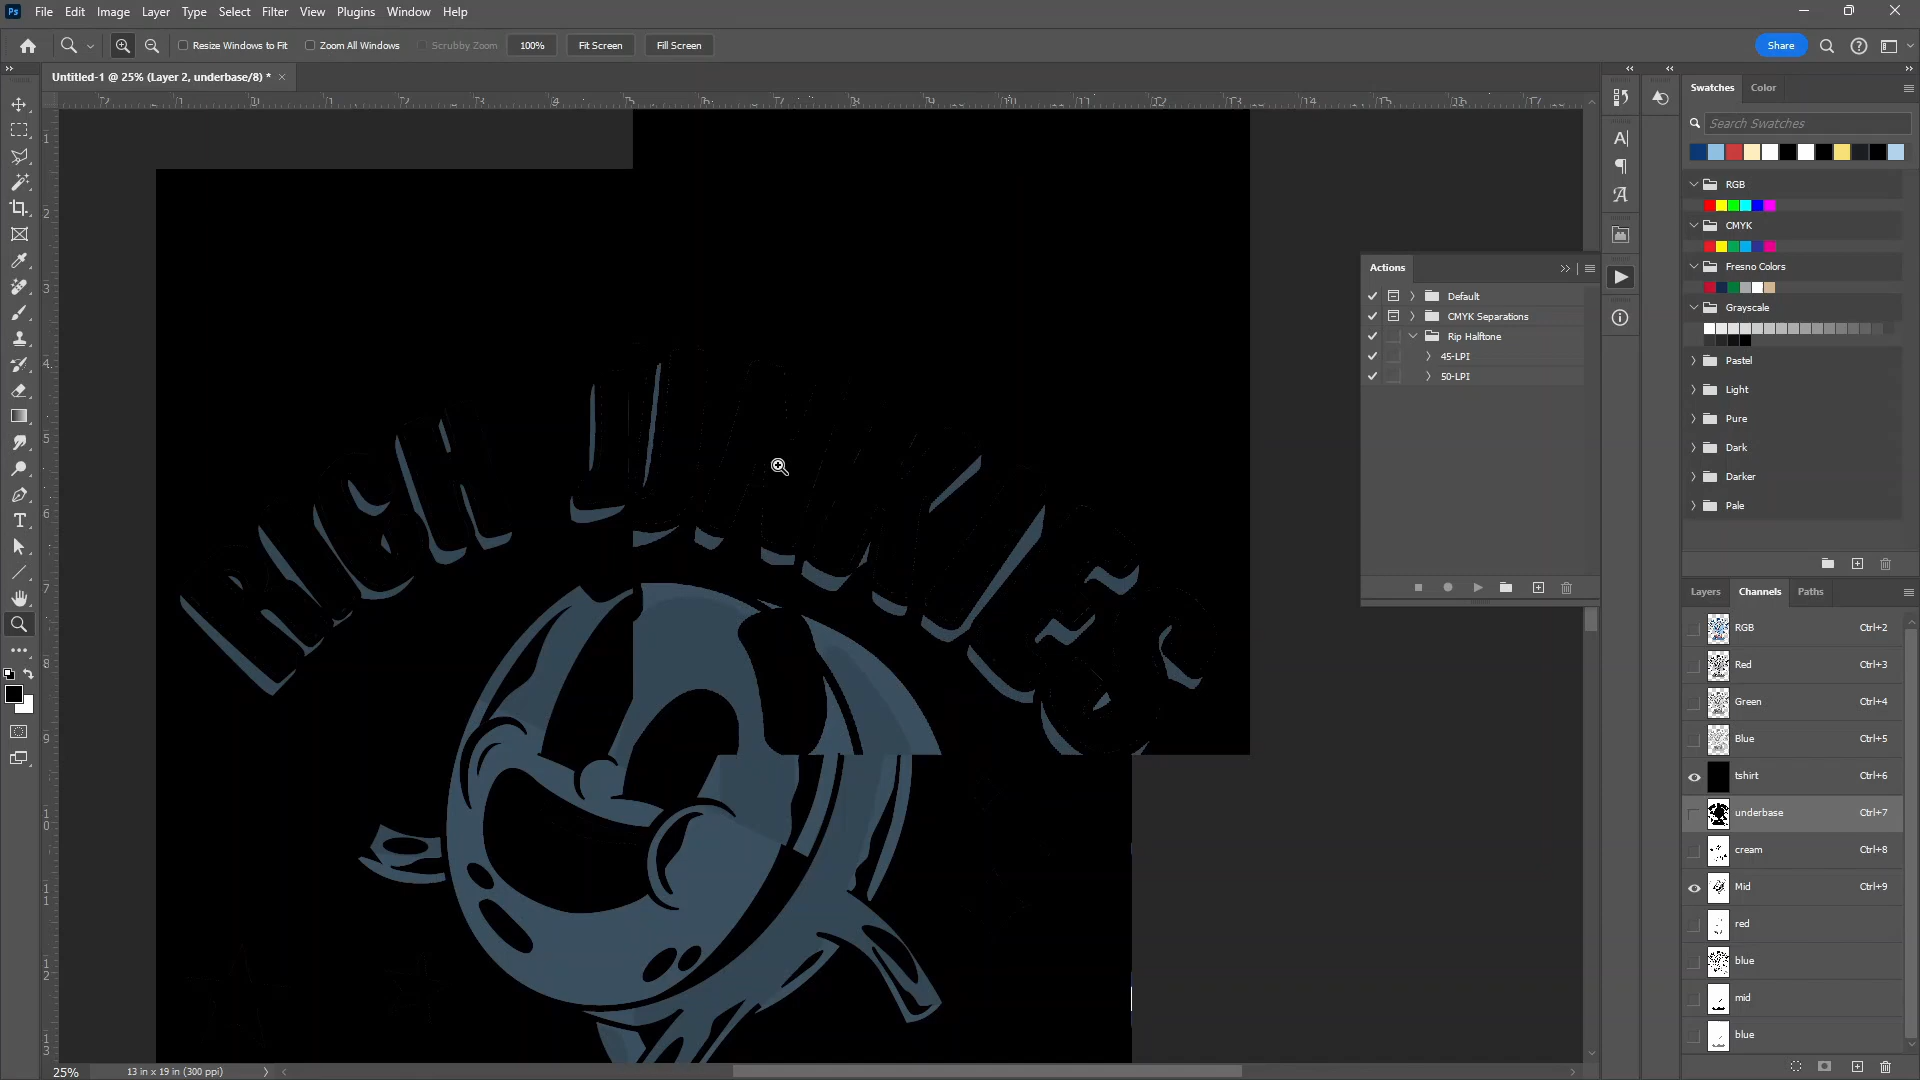 Ps File Edit Image Layer Type Select Filter View Plugins Window Help
Resize Windows to Fit Zoom All Windows Scrubby Zoom 100% Fit Screen Fill Screen Share
Untitled-1 @ 25% (Layer 2, underbase/8) *
Swatches Color
Search Swatches
RGB
CMYK
Fresno Colors
Grayscale
Pastel
Light
Pure
Dark
Darker
Pale
Actions
Default
CMYK Separations
Rip Halftone
45-LPI
50-LPI
Layers Channels Paths
RGB Ctrl+2
Red Ctrl+3
Green Ctrl+4
Blue Ctrl+5
tshirt Ctrl+6
underbase Ctrl+7
cream Ctrl+8
Mid Ctrl+9
red
blue
mid
blue
25% 13 in x 19 in (300 ppi)